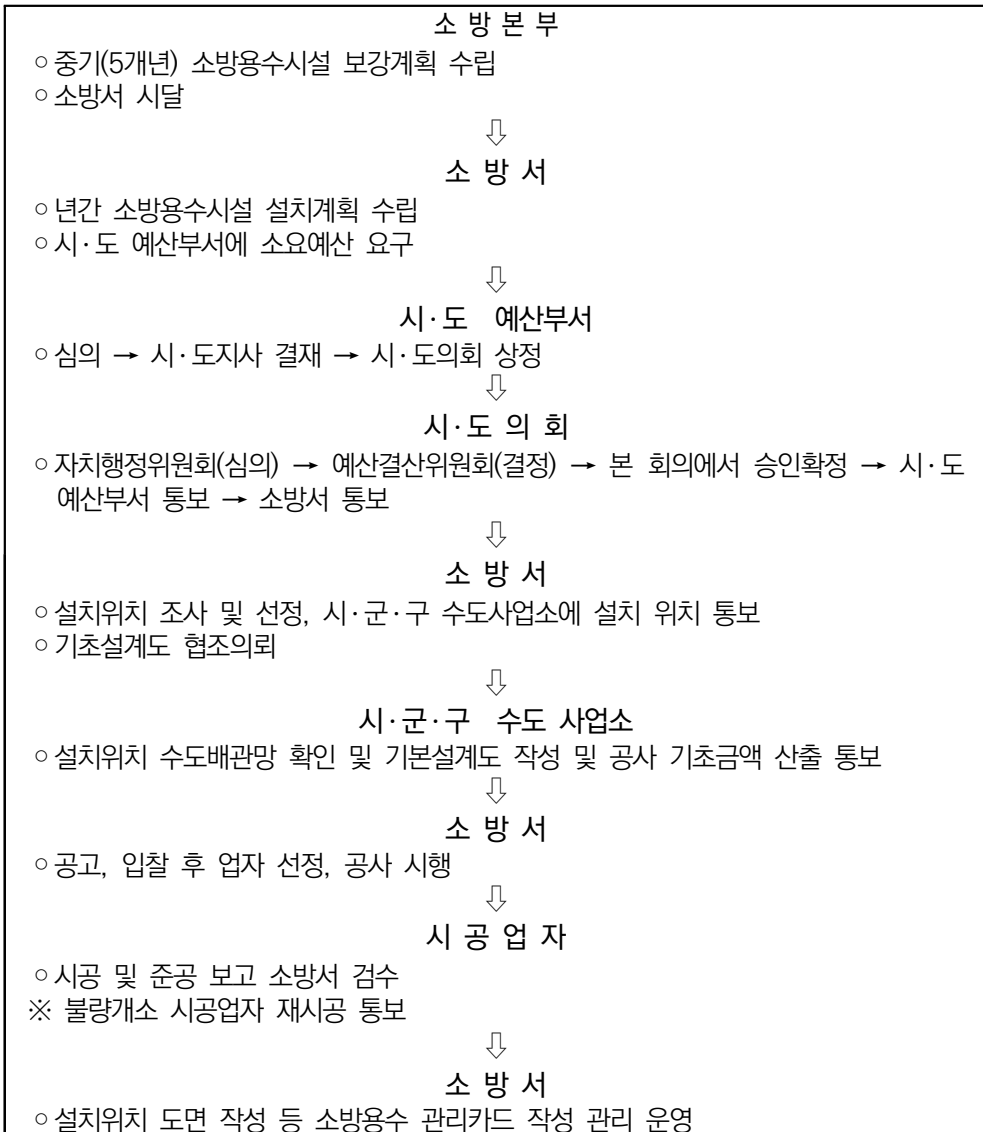 소 방 본 부
○ 중기(5개년) 소방용수시설 보강계획 수립
○ 소방서 시달
⇩
소 방 서
○ 년간 소방용수시설 설치계획 수립
○ 시·도 예산부서에 소요예산 요구
⇩
시·도 예산부서
○ 심의 → 시·도지사 결재 → 시·도의회 상정
⇩
시·도 의 회
○ 자치행정위원회(심의) → 예산결산위원회(결정) → 본 회의에서 승인확정 → 시·도
예산부서 통보 → 소방서 통보
⇩
소 방 서
○ 설치위치 조사 및 선정, 시·군·구 수도사업소에 설치 위치 통보
○ 기초설계도 협조의뢰
⇩
시·군·구 수도 사업소
○ 설치위치 수도배관망 확인 및 기본설계도 작성 및 공사 기초금액 산출 통보
⇩
소 방 서
○ 공고, 입찰 후 업자 선정, 공사 시행
⇩
시 공 업 자
○ 시공 및 준공 보고 소방서 검수
※ 불량개소 시공업자 재시공 통보
⇩
소 방 서
○ 설치위치 도면 작성 등 소방용수 관리카드 작성 관리 운영